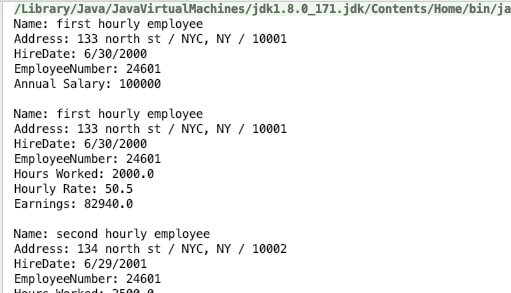 /Library/Java/JavaVirtualMachines/jdk1.8.0_171.jdk/Contents/Home/bin/ja
Name: first hourly employee
Address: 133 north st / NYC, NY / 10001
HireDate: 6/30/2000
EmployeeNumber: 24601
Annual Salary: 100000

Name: first hourly employee
Address: 133 north st / NYC, NY / 10001
HireDate: 6/30/2000
EmployeeNumber: 24601
Hours Worked: 2000.0
Hourly Rate: 50.5
Earnings: 82940.0

Name: second hourly employee
Address: 134 north st / NYC, NY / 10002
HireDate: 6/29/2001
EmployeeNumber: 24601
Hours Worked: 2500.0